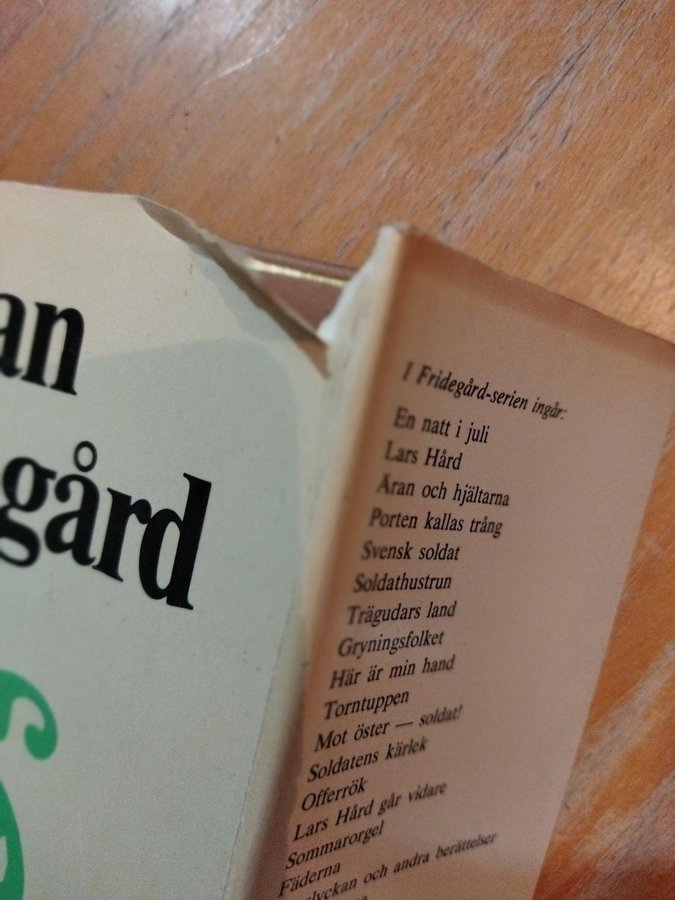 an
gård
I Fridegård-serien ingår:
En natt i juli
Lars Hård
Äran och hjältarna
Porten kallas trång
Svensk soldat
Soldathustrun
Trägudars land
Gryningsfolket
Här är min hand
Torntuppen
Mot öster — soldat!
Soldatens kärlek
Offerrök
Lars Hård går vidare
Sommarorgel
Fäderna
lyckan och andra berättelser